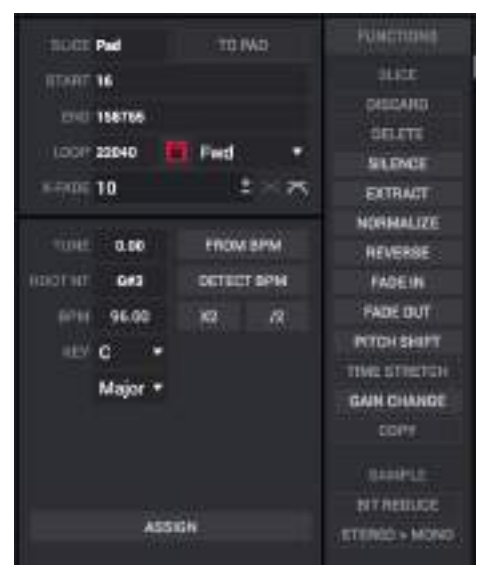 SLICE Pad TO PAD
START 16
END 158766
LOOP 22040 Fwd
X-FADE 10
TUNE 0.00 FROM BPM
ROOT NT G#3 DETECT BPM
BPM 96.00 X2 /2
KEY C
Major
ASSIGN
FUNCTIONS
SLICE
DISCARD
DELETE
SILENCE
EXTRACT
NORMALIZE
REVERSE
FADE IN
FADE OUT
PITCH SHIFT
TIME STRETCH
GAIN CHANGE
COPY
SAMPLE
BIT REDUCE
STEREO > MONO